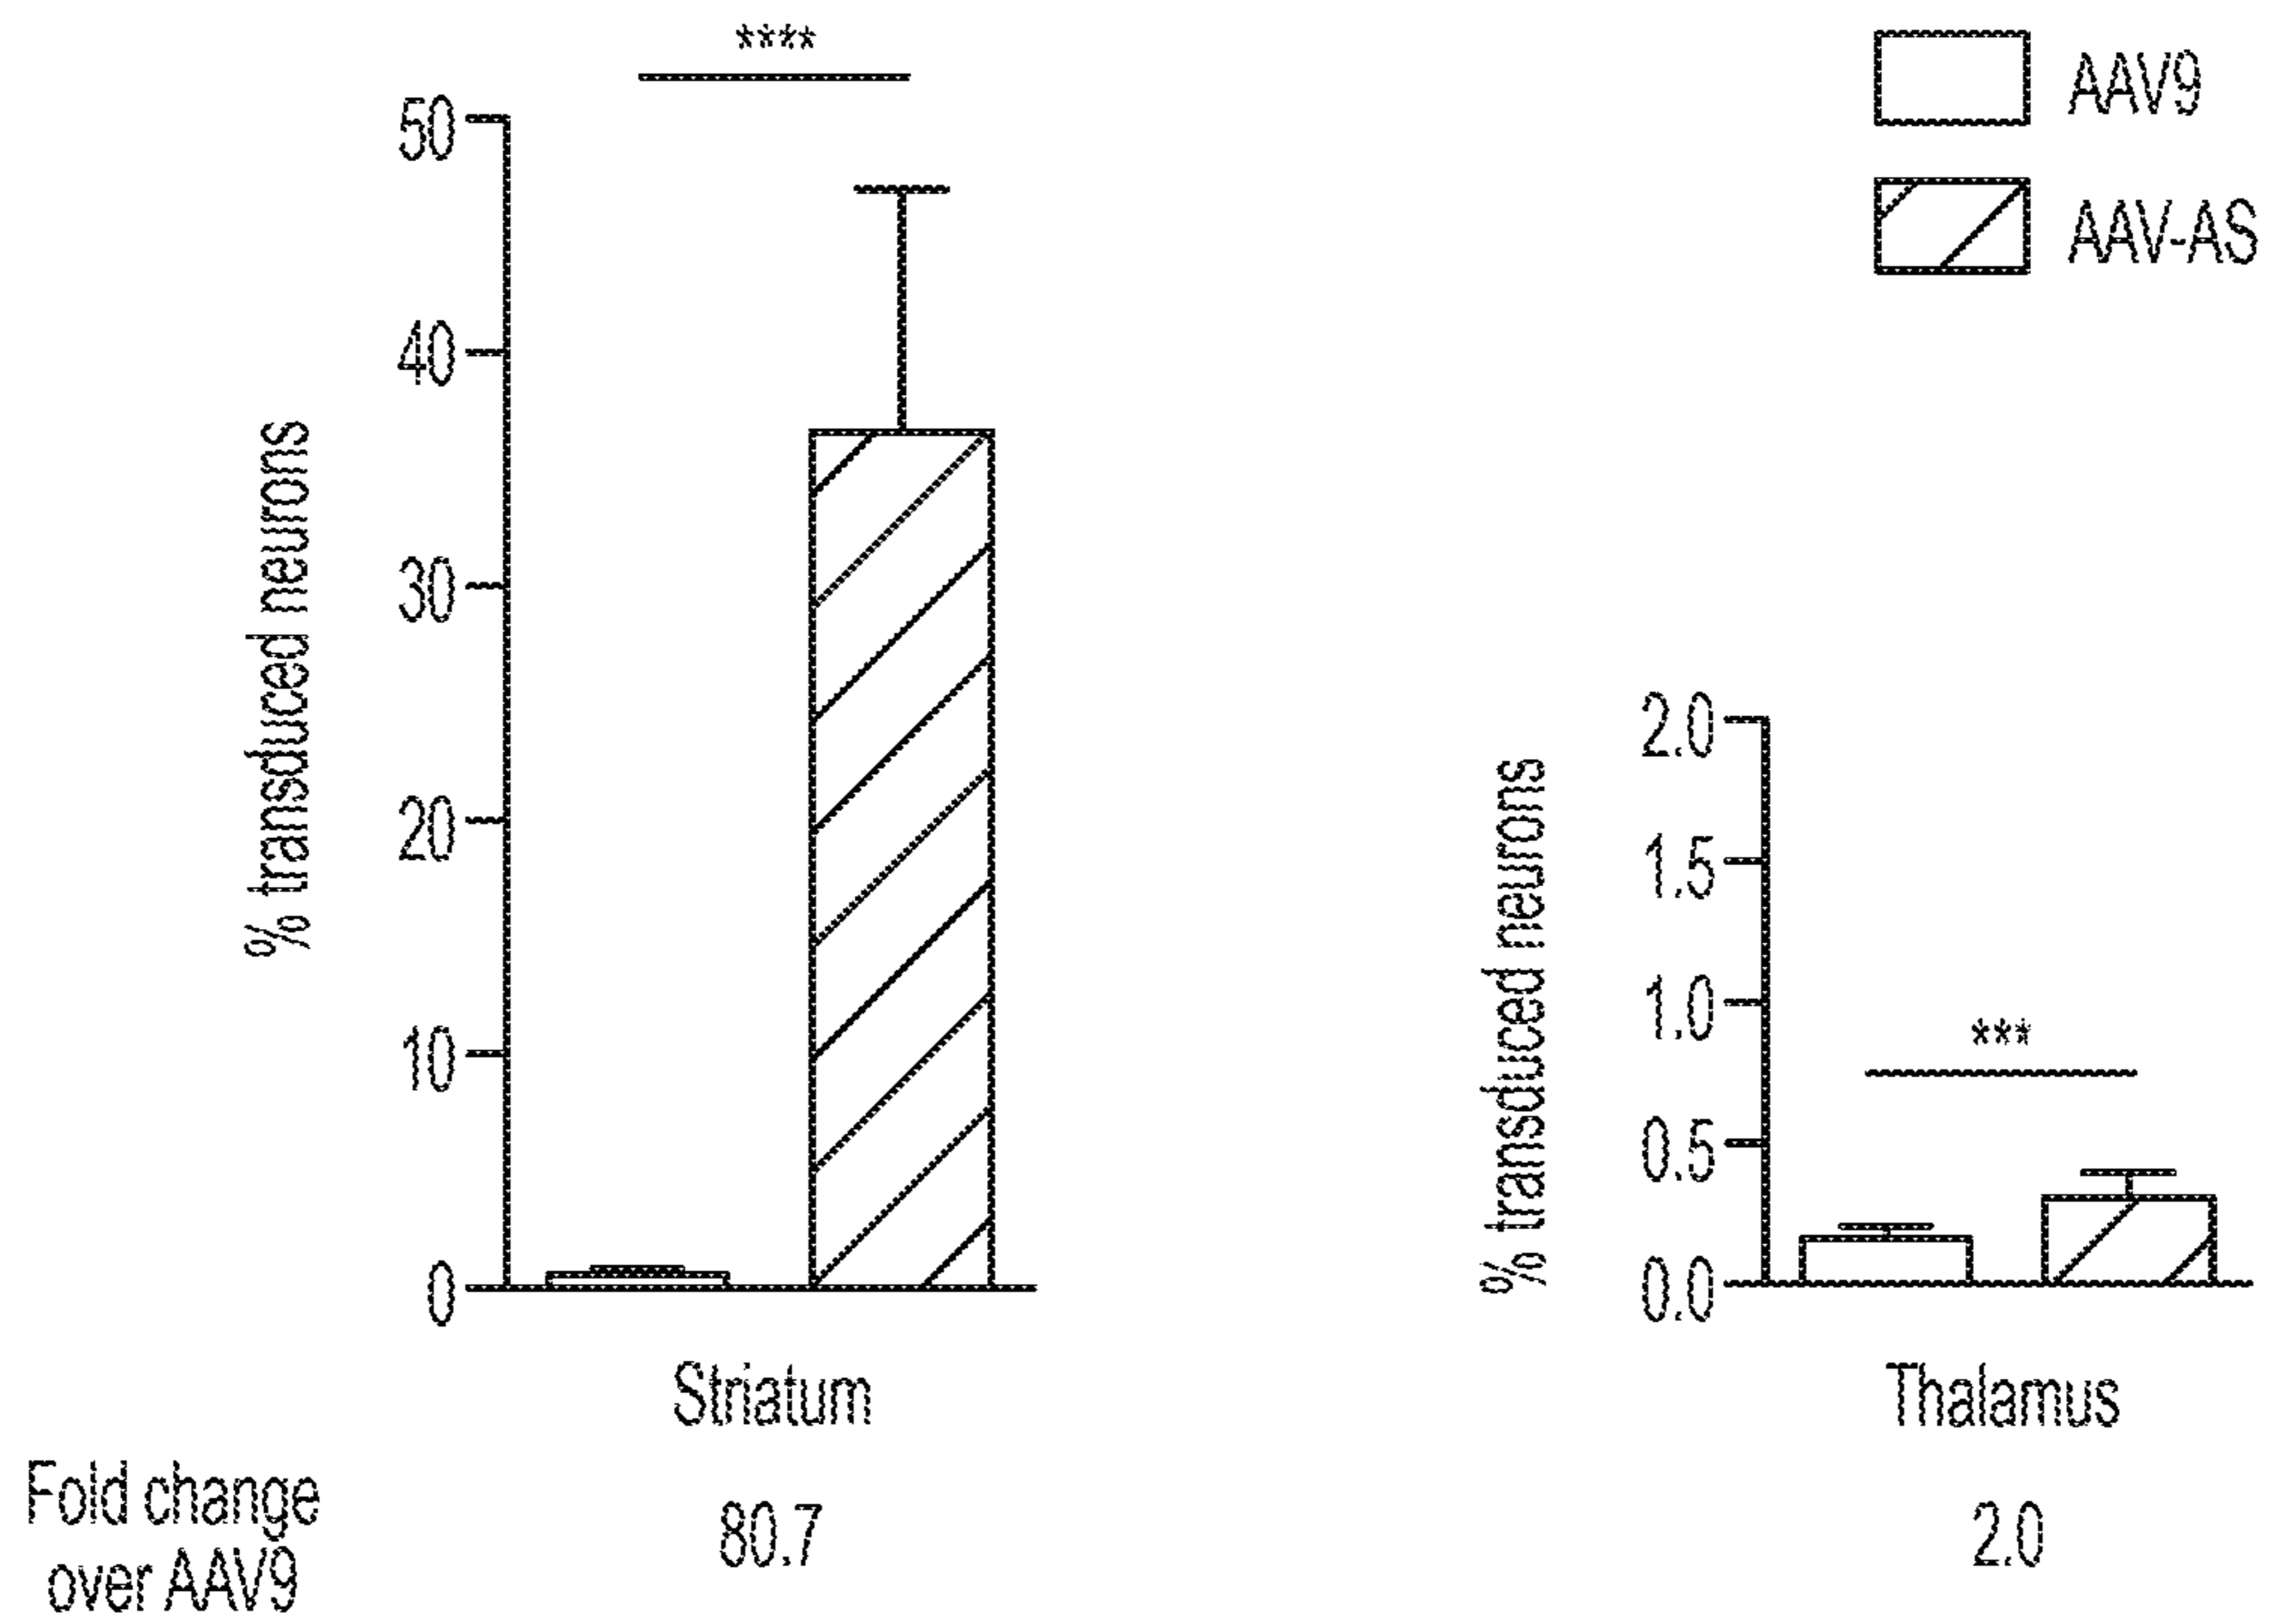 ****
AAV9
AAV-AS
% transduced neurons
50
40
30
20
10
0
Striatum
% transduced neurons
2.0
1.5
1.0
0.5
0.0
***
Thalamus
Fold change
over AAV9
80.7
2.0